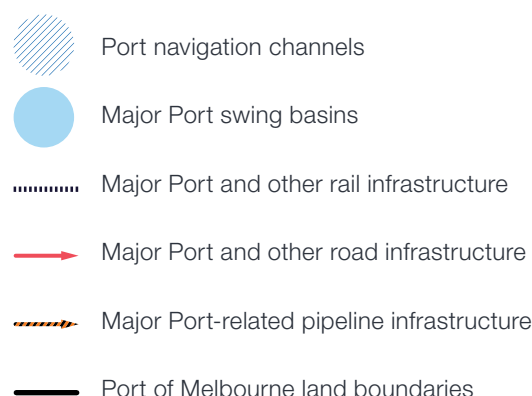 Port navigation channels
Major Port swing basins
Major Port and other rail infrastructure
Major Port and other road infrastructure
Major Port-related pipeline infrastructure
Port of Melbourne land boundaries